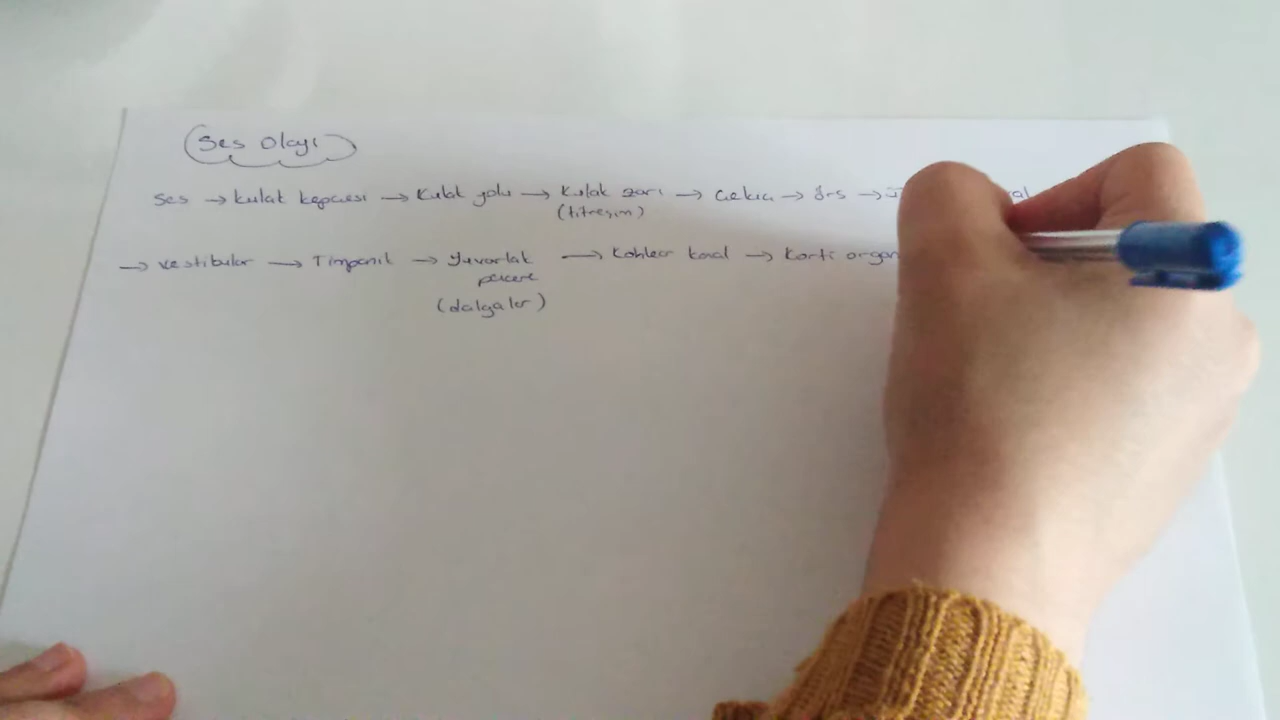 Ses Olayı
Ses → kulak kepçesi → Kulak yolu → Kulak zarı → Çekiç → Örs →
(titreşim)
→ vestibular → Timpanik → Yuvarlak → Kohlear kanal → Korti organ
pencere
(dalgalar)